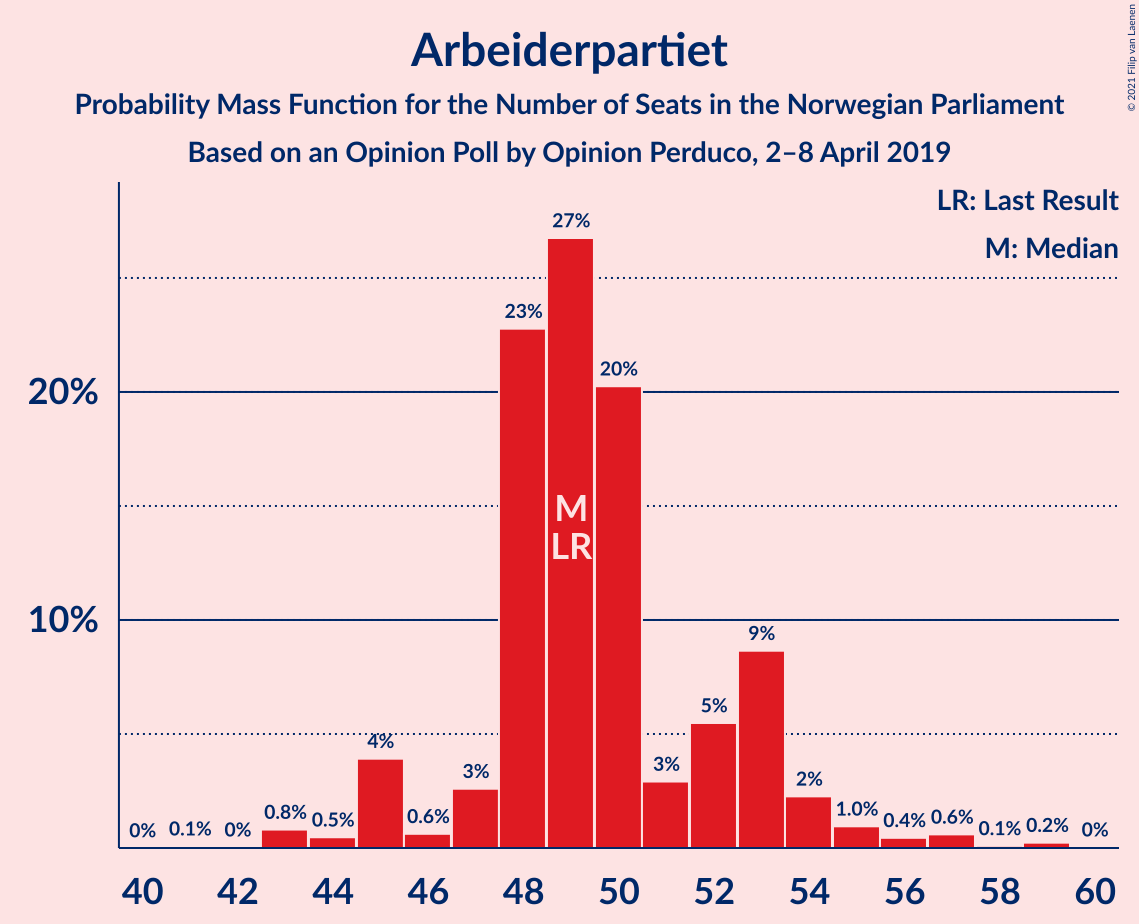 Arbeiderpartiet
Probability Mass Function for the Number of Seats in the Norwegian Parliament
Based on an Opinion Poll by Opinion Perduco, 2–8 April 2019
© 2021 Filip van Laenen
LR: Last Result
M: Median
20%
10%
0%
0.1%
0%
0.8%
0.5%
4%
0.6%
3%
23%
27%
20%
3%
5%
9%
2%
1.0%
0.4%
0.6%
0.1%
0.2%
0%
M
LR
40 42 44 46 48 50 52 54 56 58 60